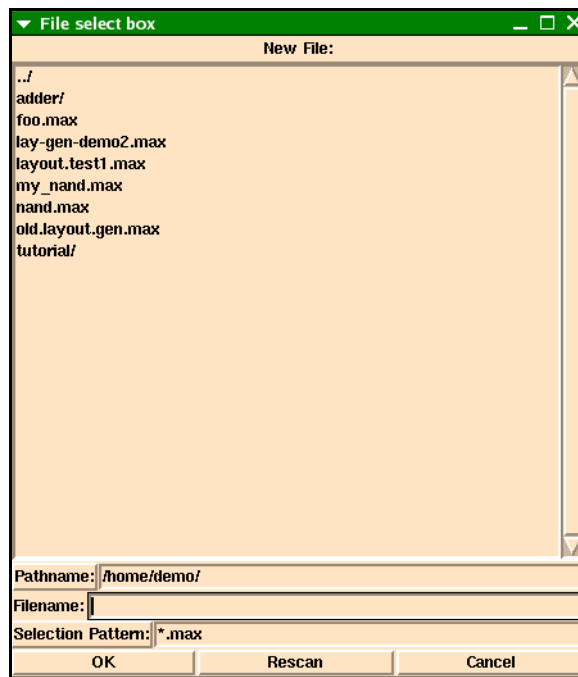 File select box
New File:
../
adder/
foo.max
lay-gen-demo2.max
layout.test1.max
my_nand.max
nand.max
old.layout.gen.max
tutorial/
Pathname: /home/demo/
Filename:
Selection Pattern: *.max
OK Rescan Cancel